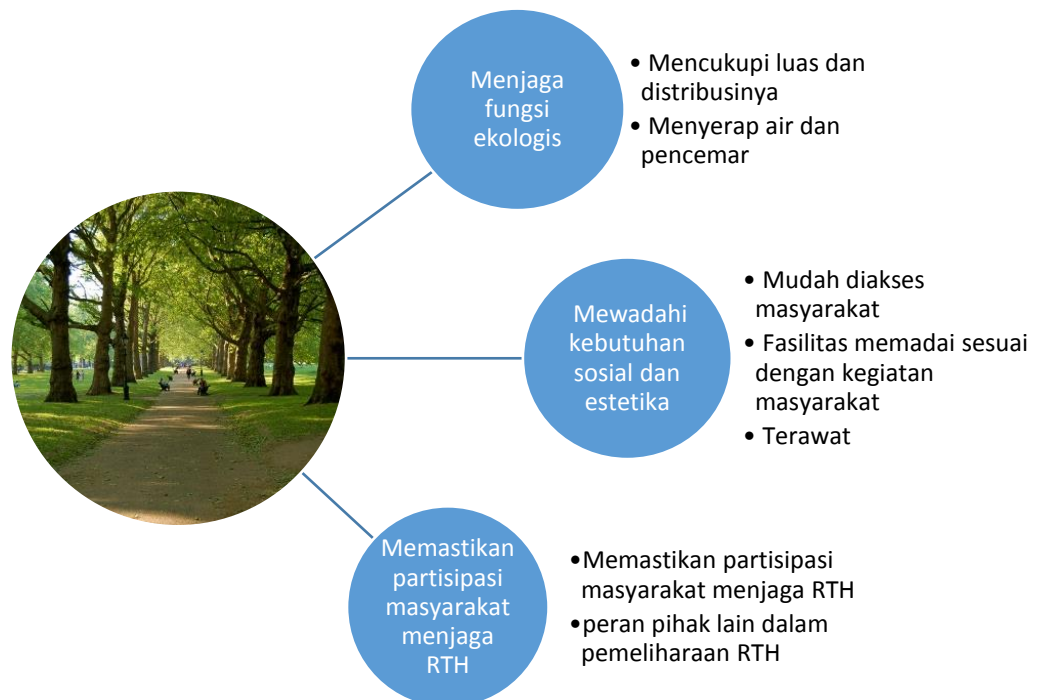 Menjaga
fungsi
ekologis
• Mencukupi luas dan
distribusinya
• Menyerap air dan
pencemar
Mewadahi
kebutuhan
sosial dan
estetika
• Mudah diakses
masyarakat
• Fasilitas memadai sesuai
dengan kegiatan
masyarakat
• Terawat
Memastikan
partisipasi
masyarakat
menjaga
RTH
•Memastikan partisipasi
masyarakat menjaga RTH
•peran pihak lain dalam
pemeliharaan RTH